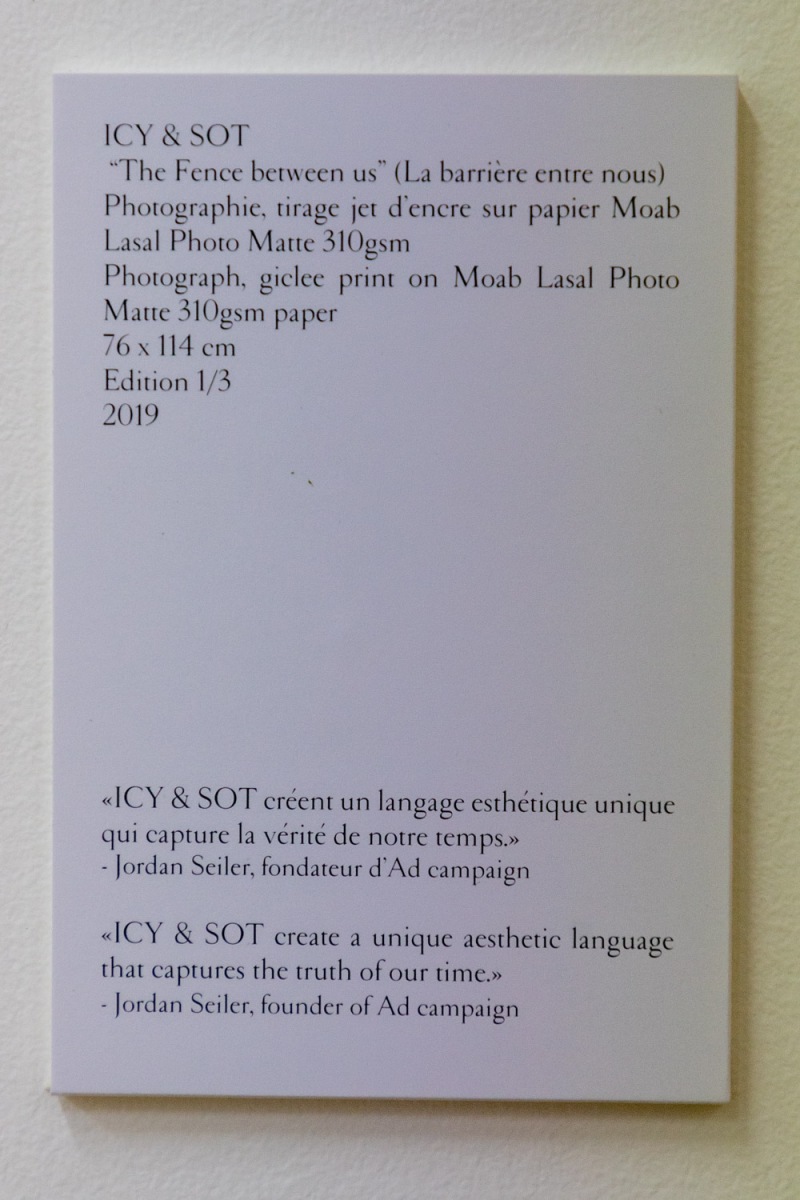 ICY & SOT
“The Fence between us” (La barrière entre nous)
Photographie, tirage jet d'encre sur papier Moab
Lasal Photo Matte 310gsm
Photograph, giclee print on Moab Lasal Photo
Matte 310gsm paper
76 x 114 cm
Edition 1/3
2019
«ICY & SOT créent un langage esthétique unique
qui capture la vérité de notre temps.»
- Jordan Seiler, fondateur d'Ad campaign
«ICY & SOT create a unique aesthetic language
that captures the truth of our time.»
- Jordan Seiler, founder of Ad campaign